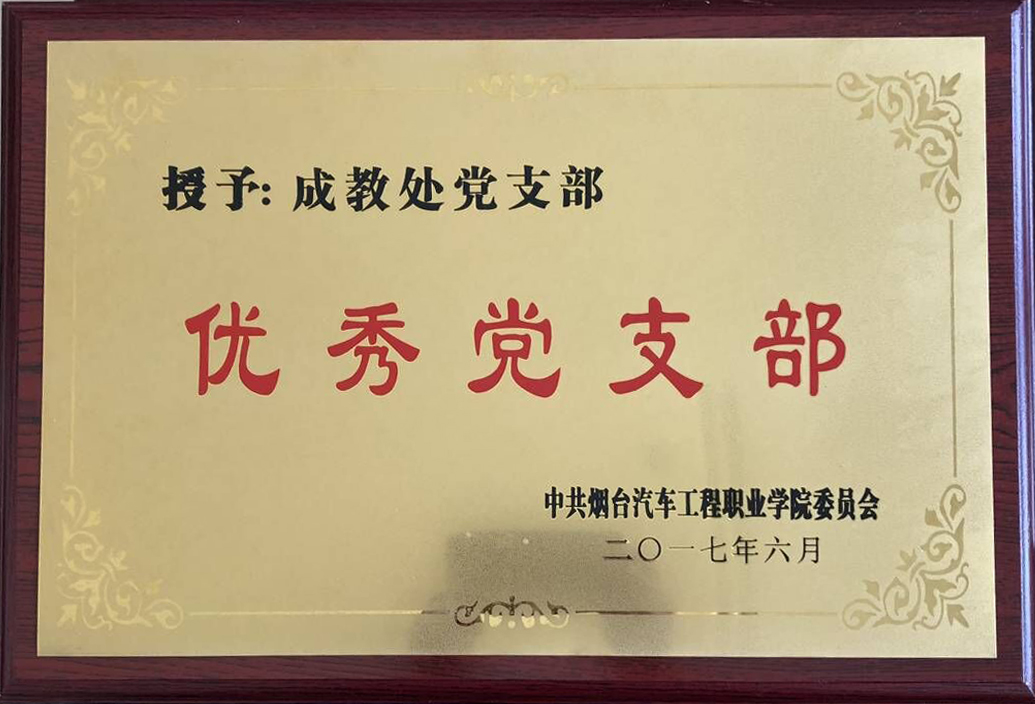 授予: 成教处党支部
优秀党支部
中共烟台汽车工程职业学院委员会
二〇一七年六月